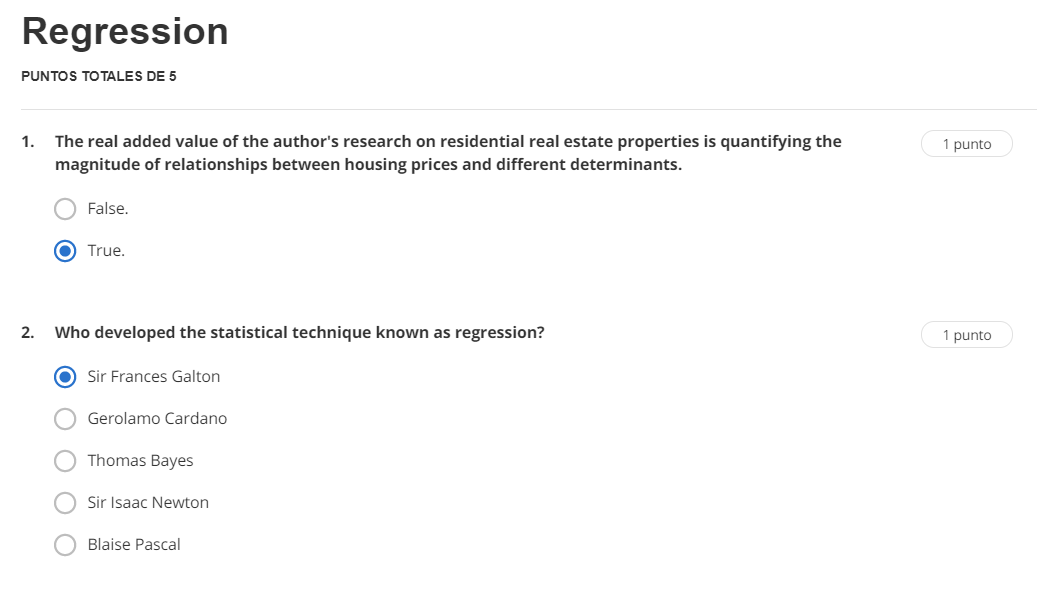 Regression
PUNTOS TOTALES DE 5
1. The real added value of the author's research on residential real estate properties is quantifying the
magnitude of relationships between housing prices and different determinants.
1 punto
False.
True.
2. Who developed the statistical technique known as regression?
1 punto
Sir Frances Galton
Gerolamo Cardano
Thomas Bayes
Sir Isaac Newton
Blaise Pascal